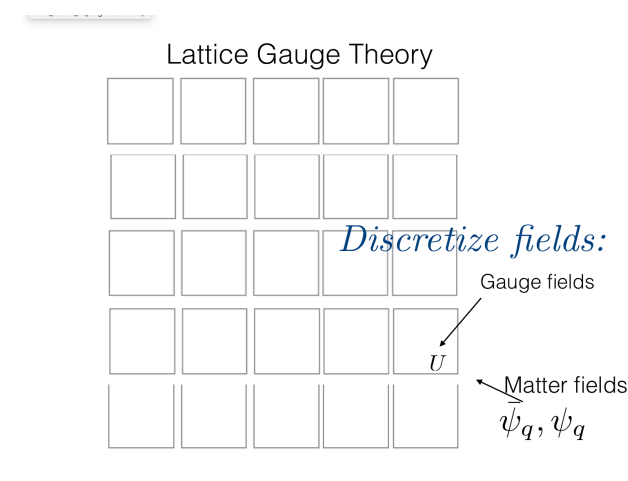 Lattice Gauge Theory
Discretize fields:
Gauge fields
U
Matter fields
ψ̄_q, ψ_q